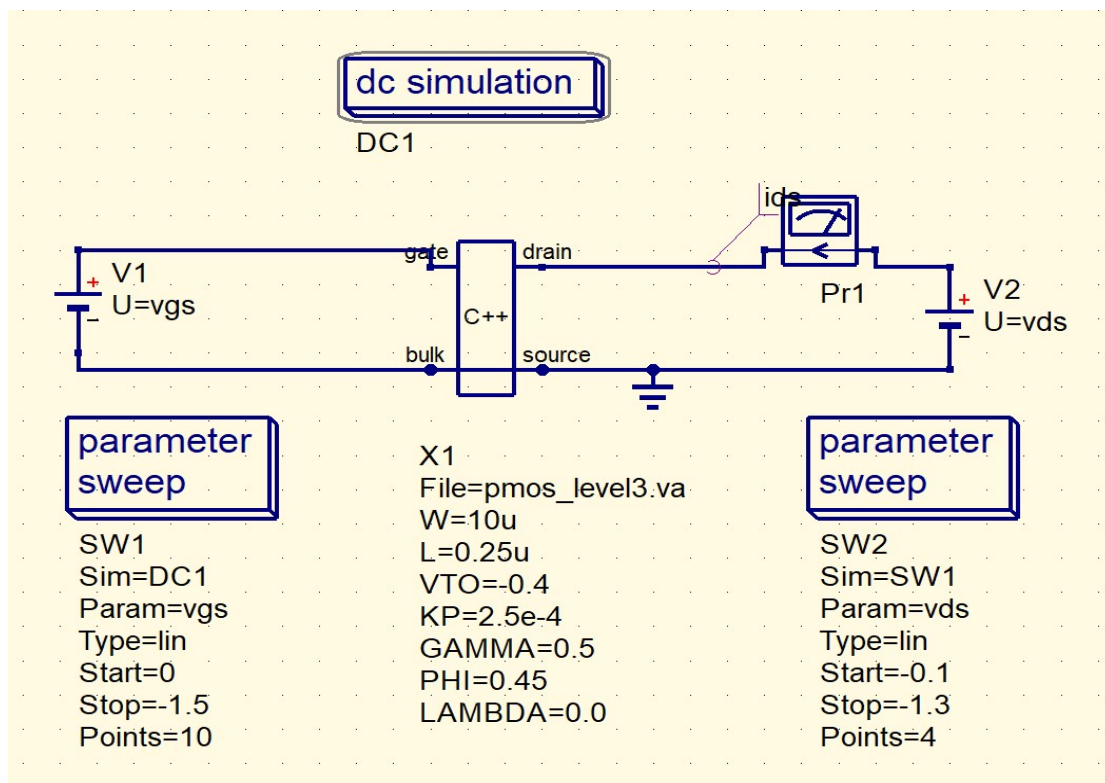 dc simulation
DC1
ids
gate
drain
V1
U=vgs
+
−
C++
Pr1
V2
U=vds
+
−
bulk
source
parameter
sweep
SW1
Sim=DC1
Param=vgs
Type=lin
Start=0
Stop=-1.5
Points=10
X1
File=pmos_level3.va
W=10u
L=0.25u
VTO=-0.4
KP=2.5e-4
GAMMA=0.5
PHI=0.45
LAMBDA=0.0
parameter
sweep
SW2
Sim=SW1
Param=vds
Type=lin
Start=-0.1
Stop=-1.3
Points=4